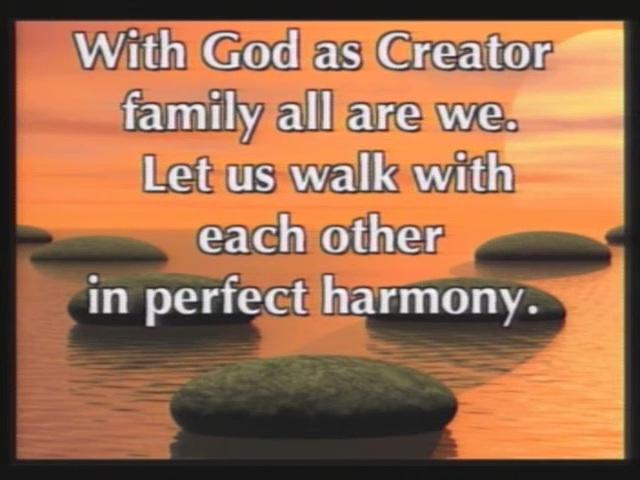 With God as Creator
family all are we.
Let us walk with
each other
in perfect harmony.